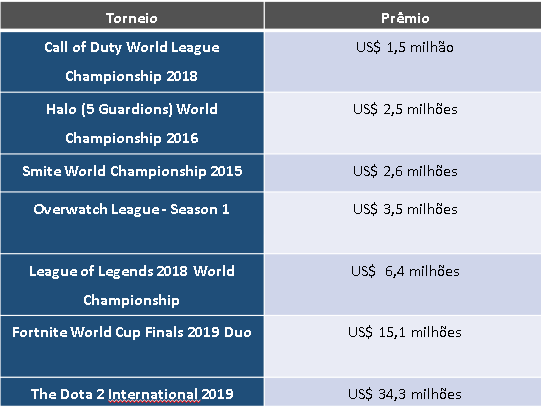 Torneio Prêmio
Call of Duty World League US$ 1,5 milhão
Championship 2018
Halo (5 Guardions) World US$ 2,5 milhões
Championship 2016
Smite World Championship 2015 US$ 2,6 milhões
Overwatch League - Season 1 US$ 3,5 milhões
League of Legends 2018 World US$ 6,4 milhões
Championship
Fortnite World Cup Finals 2019 Duo US$ 15,1 milhões
The Dota 2 International 2019 US$ 34,3 milhões